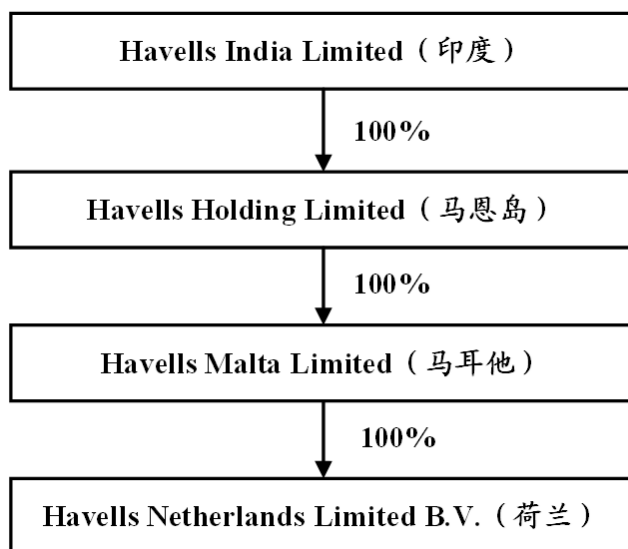 Havells India Limited（印度）
100%
Havells Holding Limited（马恩岛）
100%
Havells Malta Limited（马耳他）
100%
Havells Netherlands Limited B.V.（荷兰）